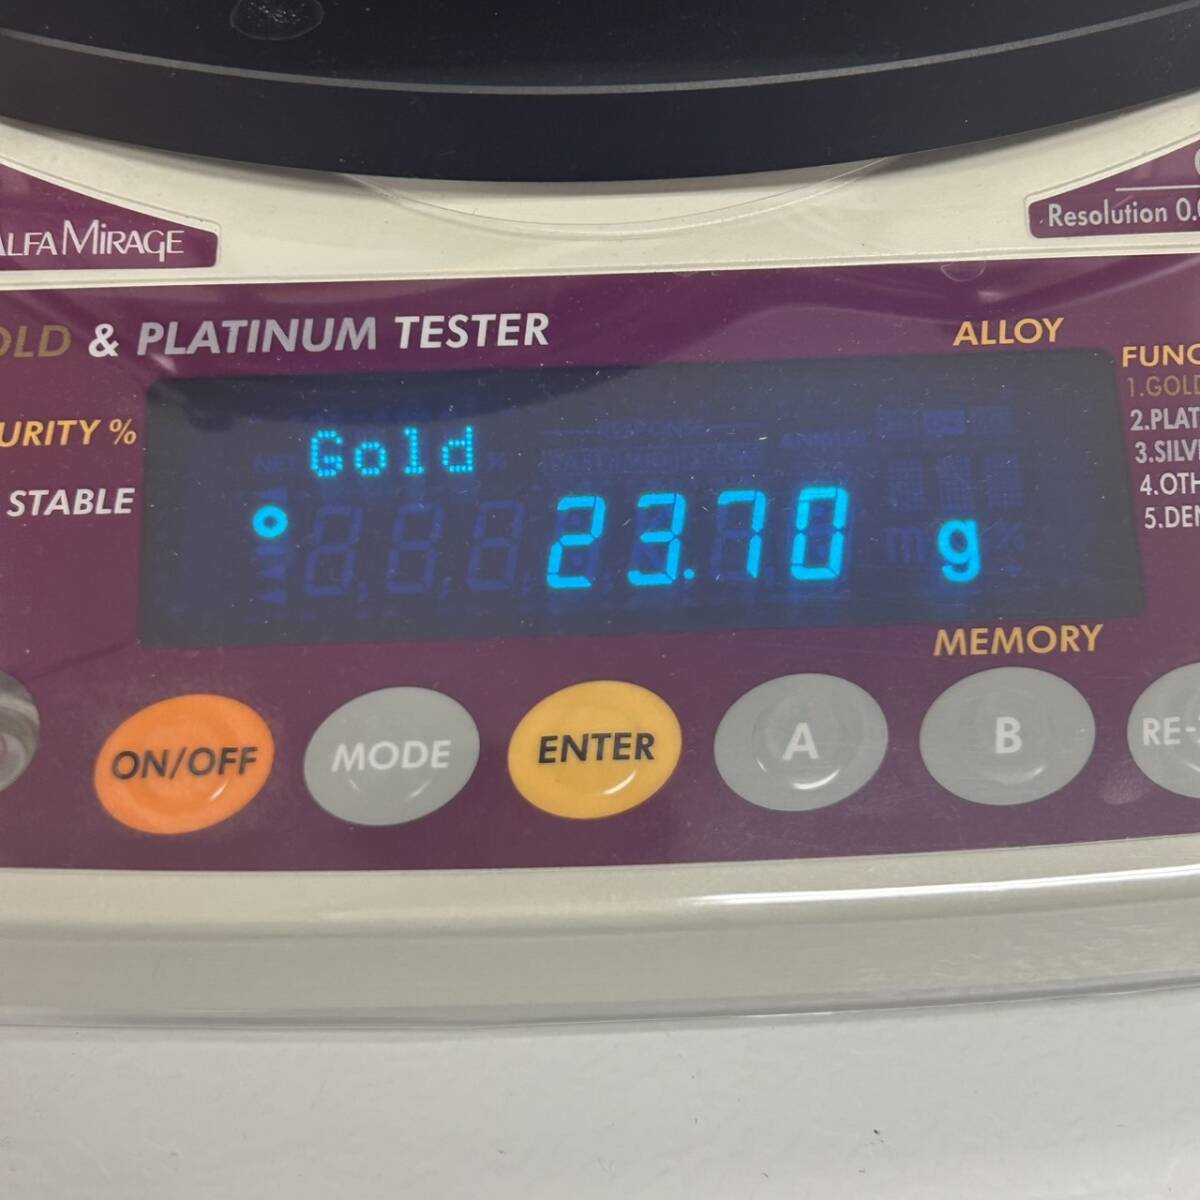 ALFA MIRAGE
Resolution 0.0
OLD & PLATINUM TESTER
ALLOY
FUNC
1.GOLD
2.PLAT
3.SILV
4.OTH
5.DEN
URITY %
STABLE
Gold
23.70 g
MEMORY
ON/OFF
MODE
ENTER
A
B
RE-